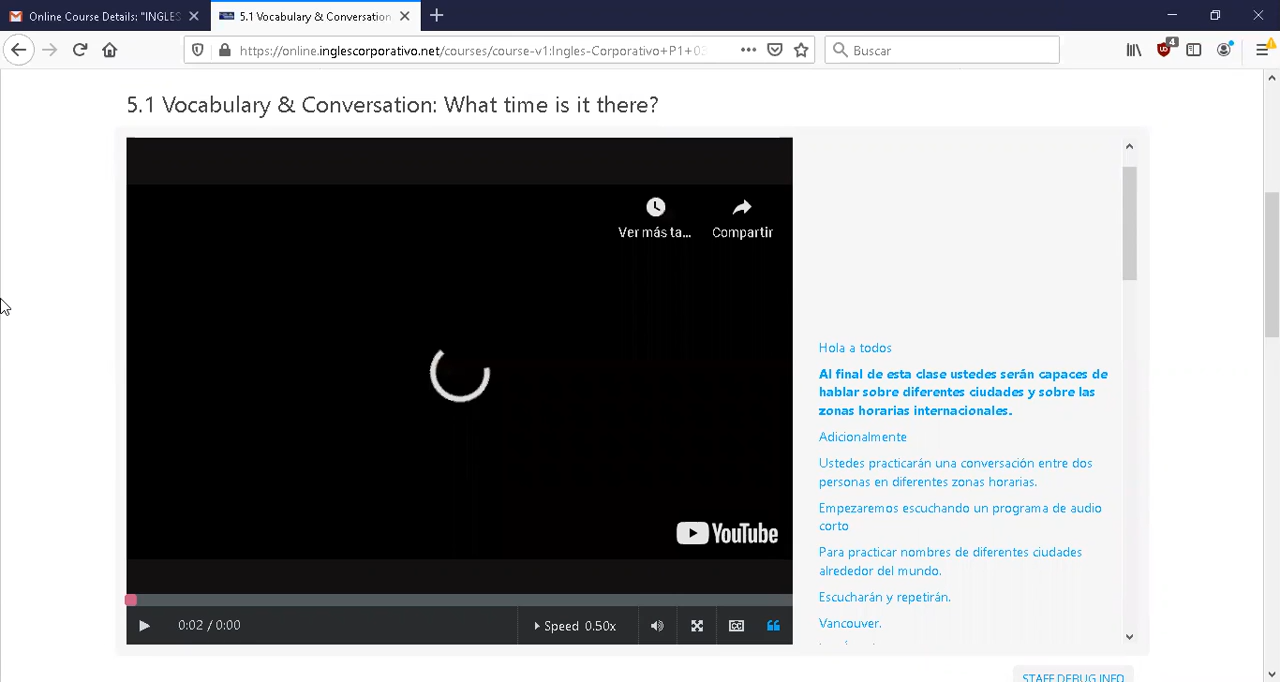 Online Course Details: "INGLES
5.1 Vocabulary & Conversation
https://online.inglescorporativo.net/courses/course-v1:Ingles-Corporativo+P1+03
Buscar
4
5.1 Vocabulary & Conversation: What time is it there?
Ver más ta...
Compartir
YouTube
0:02 / 0:00
Speed 0.50x
Hola a todos
Al final de esta clase ustedes serán capaces de
hablar sobre diferentes ciudades y sobre las
zonas horarias internacionales.
Adicionalmente
Ustedes practicarán una conversación entre dos
personas en diferentes zonas horarias.
Empezaremos escuchando un programa de audio
corto
Para practicar nombres de diferentes ciudades
alrededor del mundo.
Escucharán y repetirán.
Vancouver.
STAFF DEBUG INFO